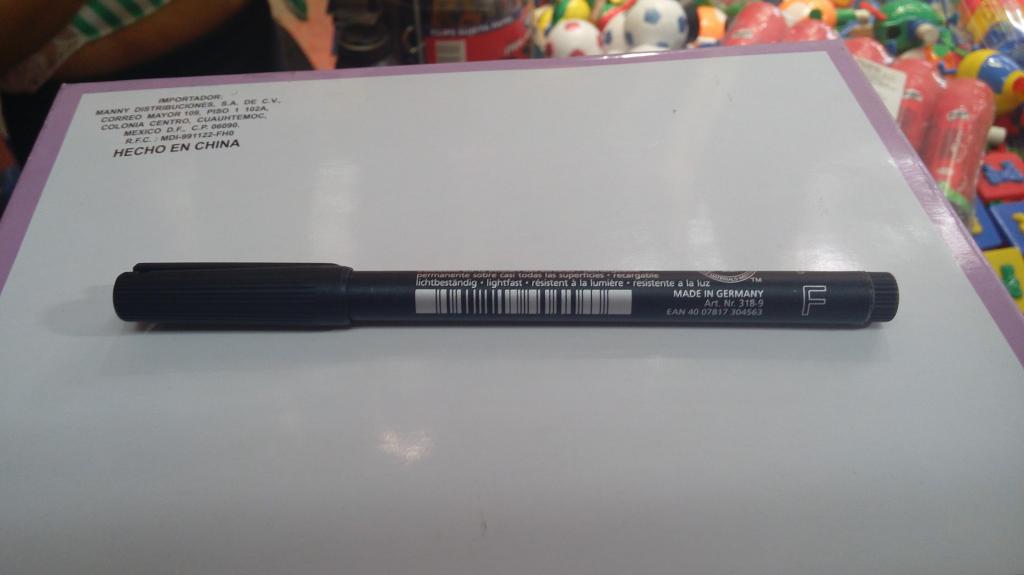 IMPORTADOR:
MANNY DISTRIBUCIONES, S.A. DE C.V.,
CORREO MAYOR 109, PISO 1 102A,
COLONIA CENTRO, CUAUHTEMOC,
MEXICO D.F., C.P. 06090.
R.F.C. : MDI-991122-FH0
HECHO EN CHINA
permanente sobre casi todas las superficies • recargable
lichtbeständig • lightfast • résistent à la lumière • resistente a la luz
TM
MADE IN GERMANY
Art. Nr. 318-9
EAN 40 07817 304563
F